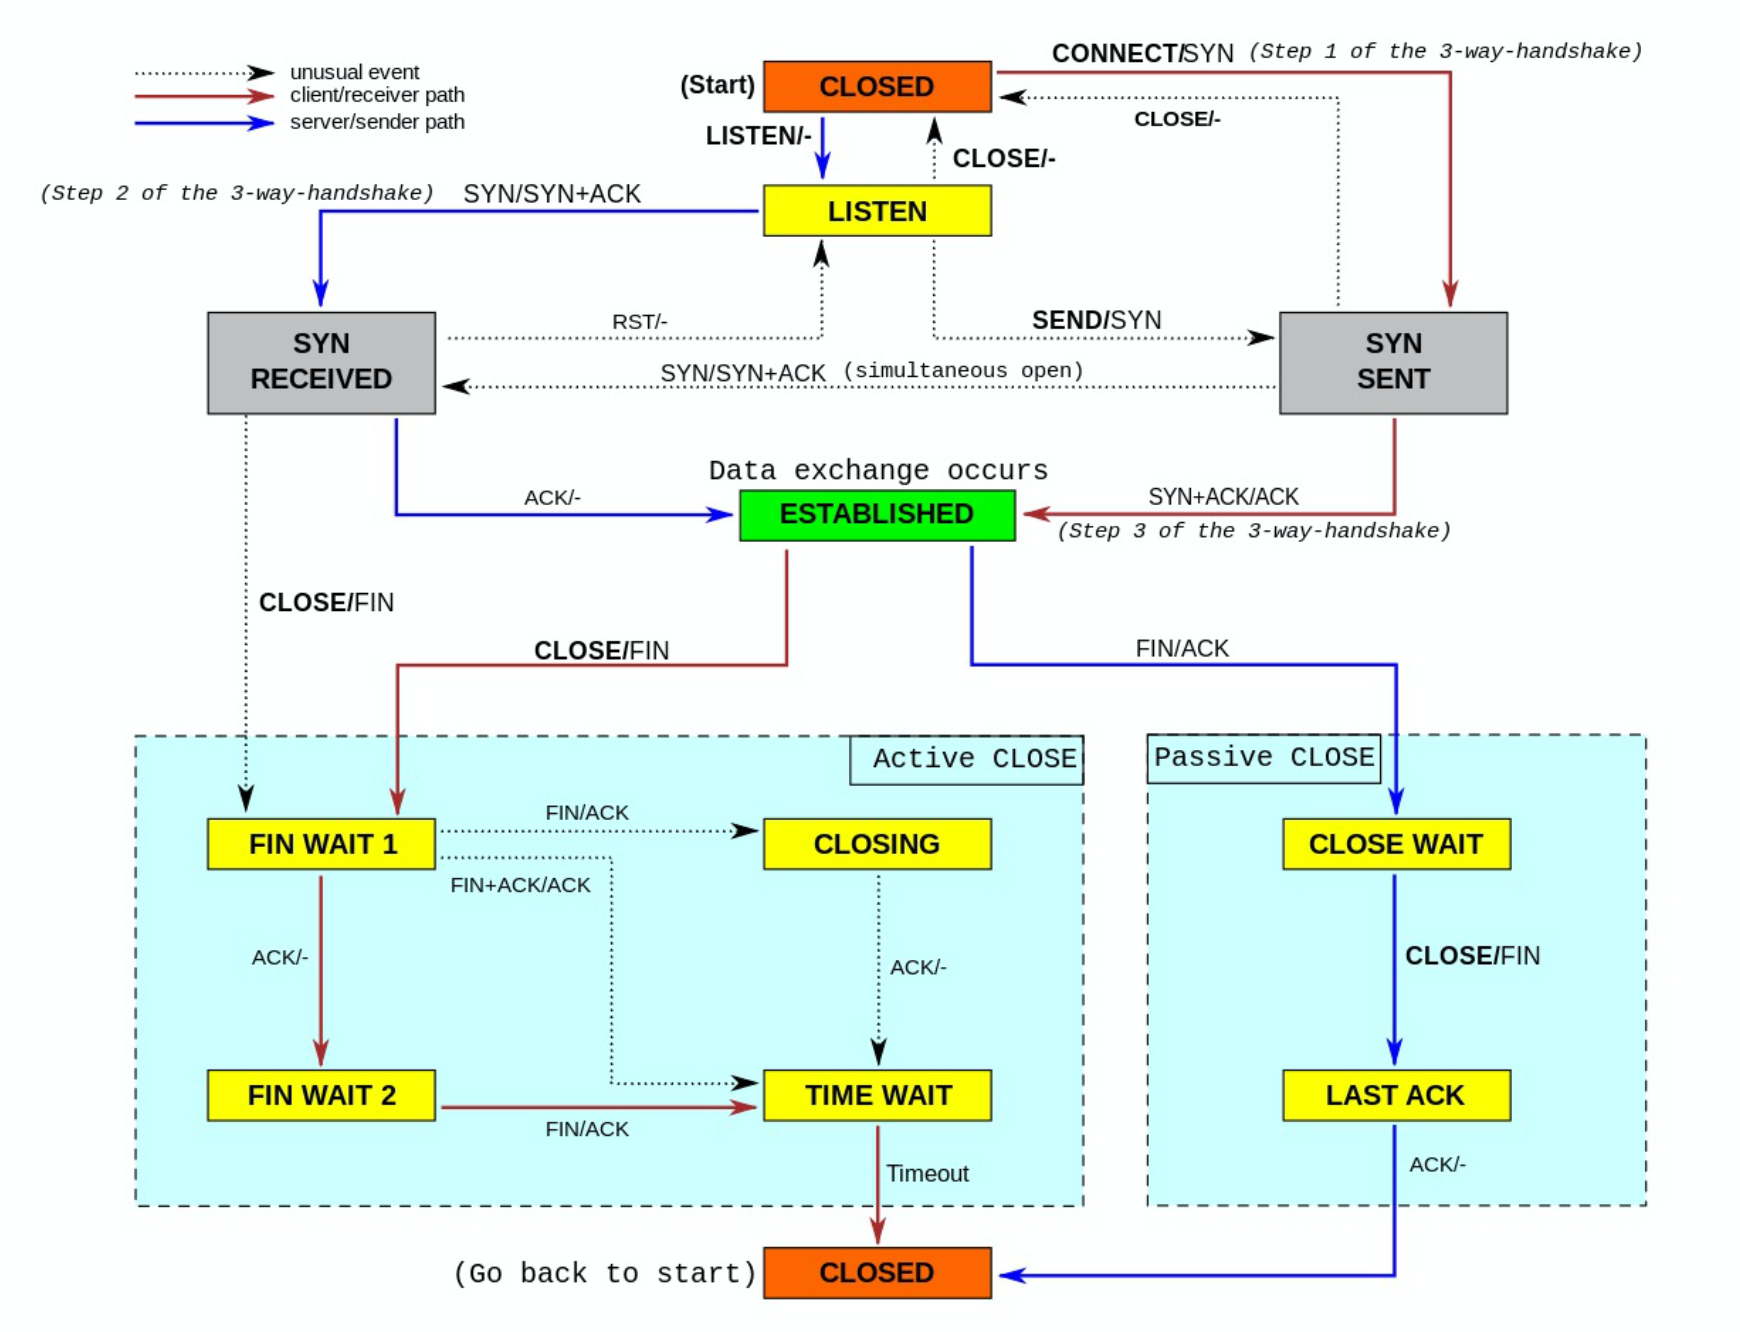 CONNECT/SYN (Step 1 of the 3-way-handshake)
unusual event
client/receiver path
server/sender path
(Start)
CLOSED
CLOSE/-
LISTEN/-
CLOSE/-
(Step 2 of the 3-way-handshake) SYN/SYN+ACK
LISTEN
RST/-
SEND/SYN
SYN
RECEIVED
SYN
SENT
SYN/SYN+ACK (simultaneous open)
Data exchange occurs
ACK/-
ESTABLISHED
SYN+ACK/ACK
(Step 3 of the 3-way-handshake)
CLOSE/FIN
CLOSE/FIN
FIN/ACK
Active CLOSE
Passive CLOSE
FIN/ACK
FIN WAIT 1
CLOSING
CLOSE WAIT
FIN+ACK/ACK
ACK/-
ACK/-
CLOSE/FIN
FIN WAIT 2
TIME WAIT
LAST ACK
FIN/ACK
Timeout
ACK/-
(Go back to start)
CLOSED